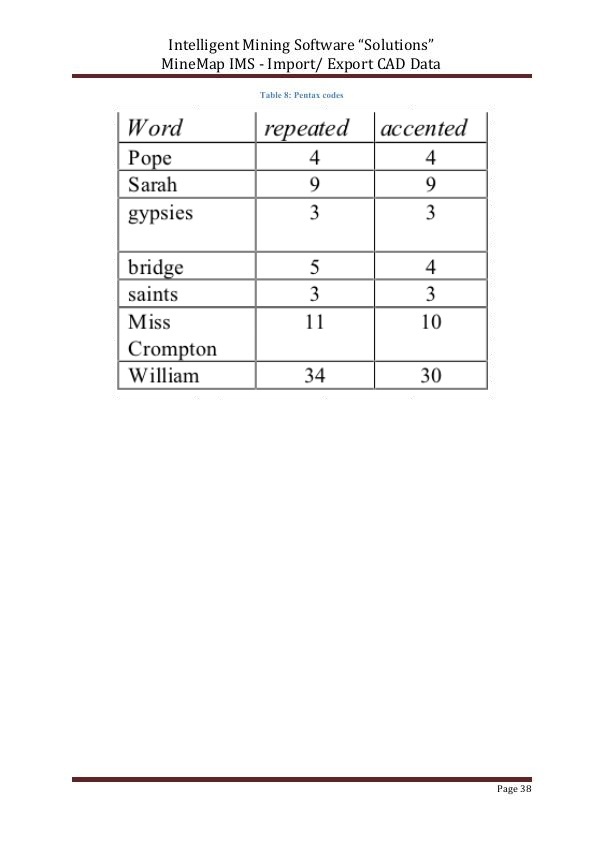 Intelligent Mining Software “Solutions”
MineMap IMS - Import/ Export CAD Data
Table 8: Pentax codes
Word repeated accented
Pope 4 4
Sarah 9 9
gypsies 3 3
bridge 5 4
saints 3 3
Miss 11 10
Crompton
William 34 30
Page 38